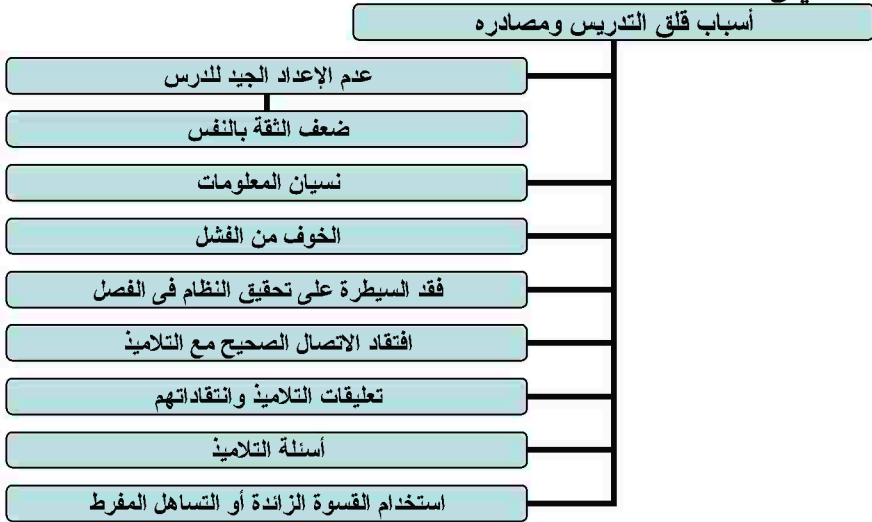 أسباب قلق التدريس ومصادره
عدم الإعداد الجيد للدرس
ضعف الثقة بالنفس
نسيان المعلومات
الخوف من الفشل
فقد السيطرة على تحقيق النظام فى الفصل
افتقاد الاتصال الصحيح مع التلاميذ
تعليقات التلاميذ وانتقاداتهم
أسئلة التلاميذ
استخدام القسوة الزائدة أو التساهل المفرط